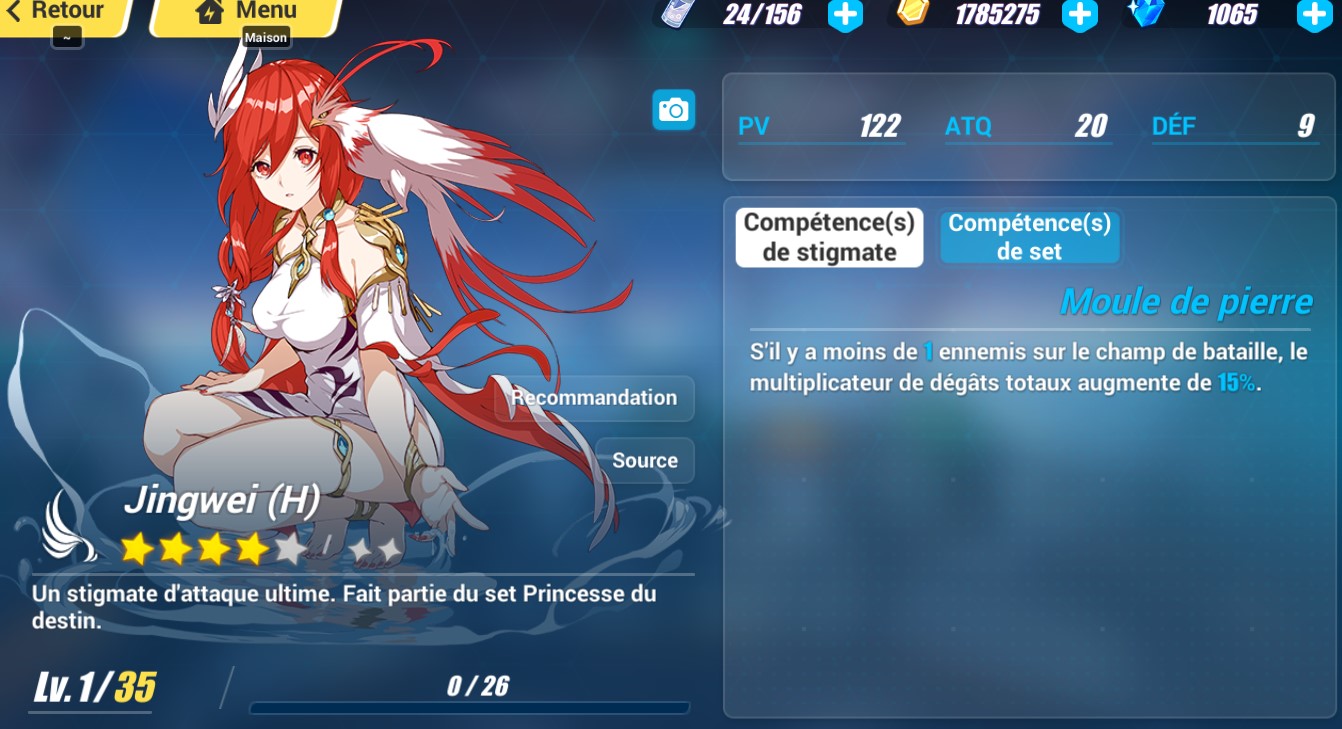 Retour
Menu
24/156
1785275
1065
~
Maison
PV 122 ATQ 20 DÉF 9
Compétence(s)
de stigmate
Compétence(s)
de set
Moule de pierre
S'il y a moins de 1 ennemis sur le champ de bataille, le
multiplicateur de dégâts totaux augmente de 15%.
Recommandation
Source
Jingwei (H)
Un stigmate d'attaque ultime. Fait partie du set Princesse du
destin.
Lv. 1/35
0 / 26